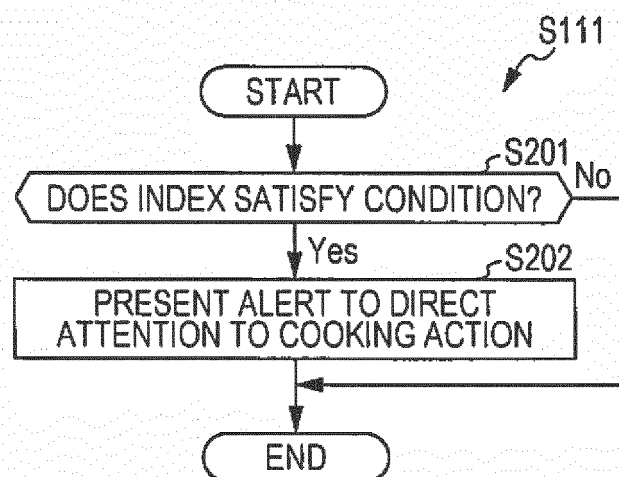 S111
START
S201
DOES INDEX SATISFY CONDITION?
No
Yes
S202
PRESENT ALERT TO DIRECT
ATTENTION TO COOKING ACTION
END